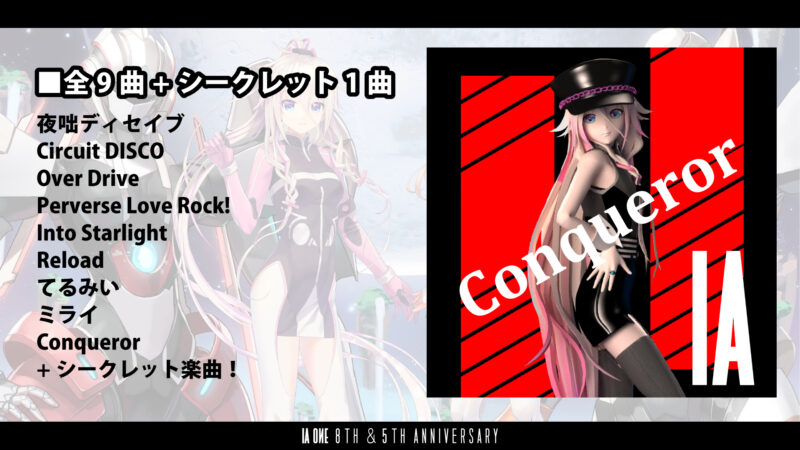 ■全9曲+シークレット1曲
夜咄ディセイブ
Circuit DISCO
Over Drive
Perverse Love Rock!
Into Starlight
Reload
てるみい
ミライ
Conqueror
+ シークレット楽曲！
Conqueror
IA
IA ONE 8TH & 5TH ANNIVERSARY